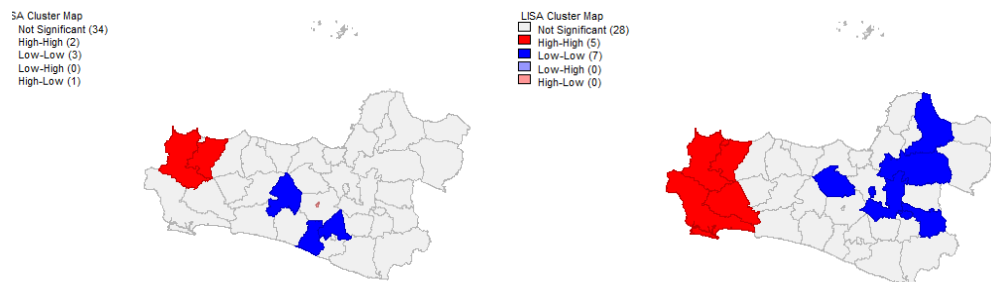 SA Cluster Map
Not Significant (34)
High-High (2)
Low-Low (3)
Low-High (0)
High-Low (1)
LISA Cluster Map
Not Significant (28)
High-High (5)
Low-Low (7)
Low-High (0)
High-Low (0)